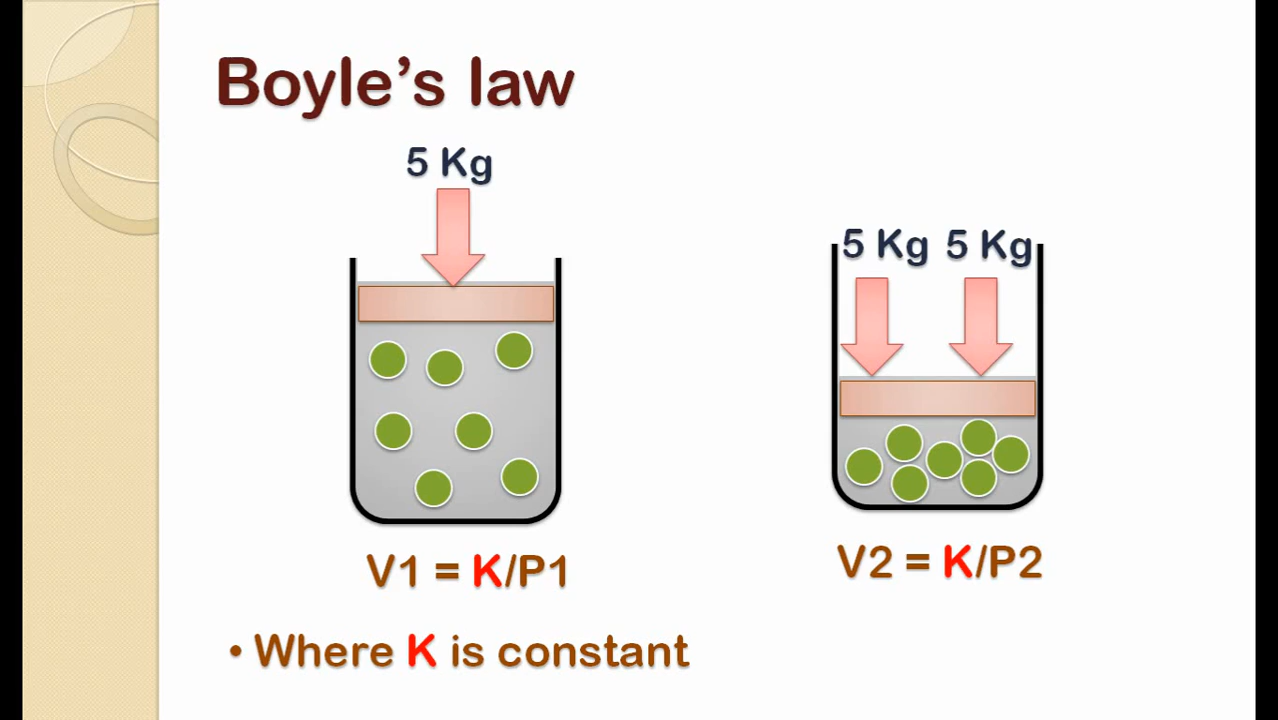 Boyle’s law
5 Kg
5 Kg 5 Kg
V1 = K/P1
V2 = K/P2
• Where K is constant